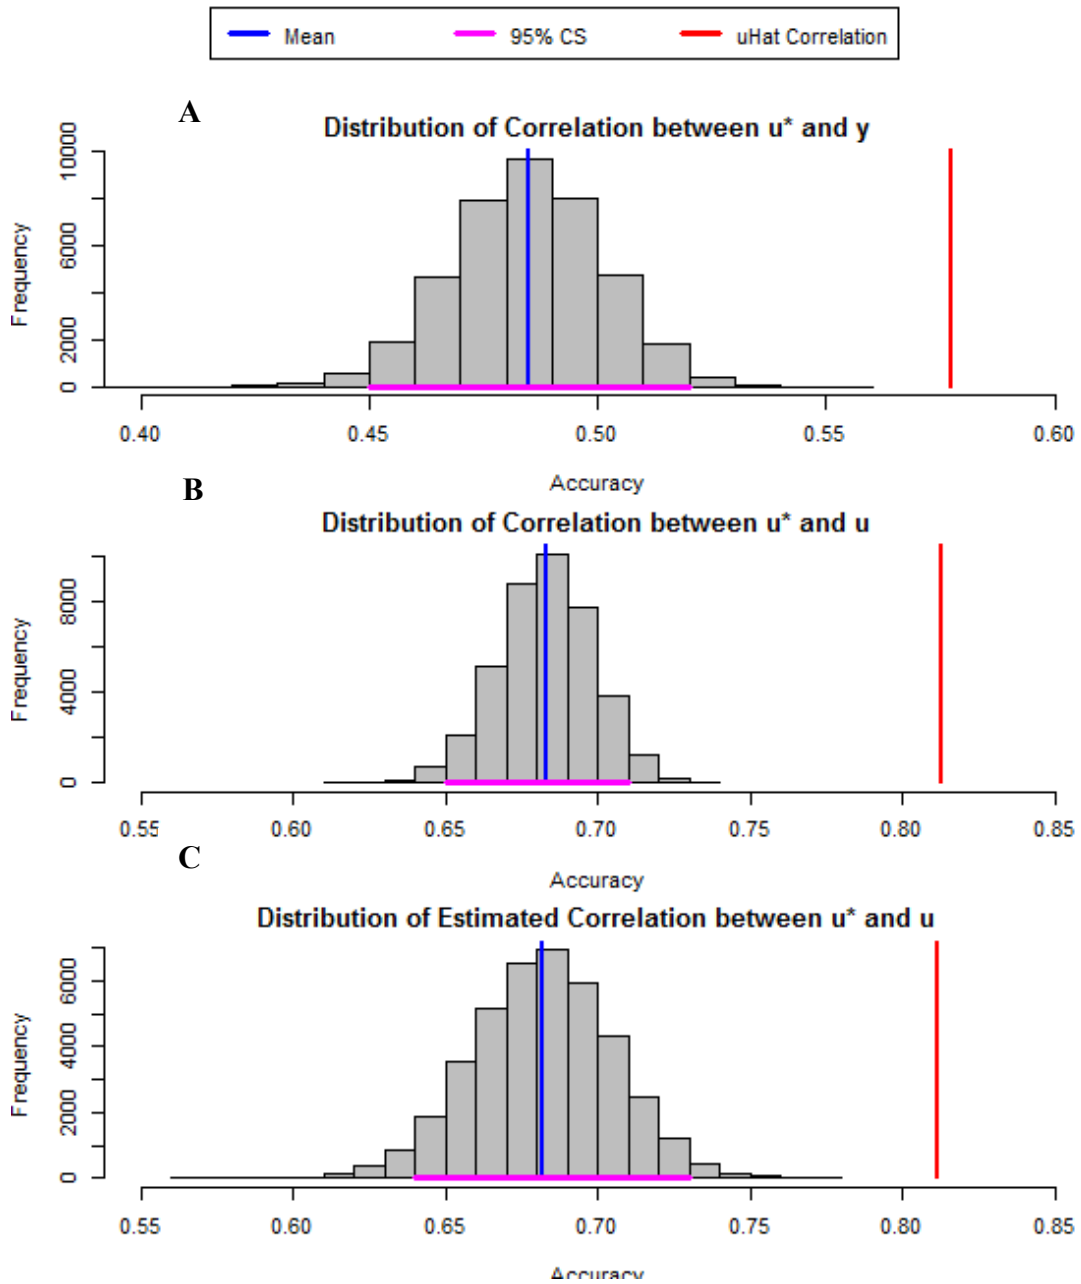 Mean 95% CS uHat Correlation
A
Distribution of Correlation between u* and y
Frequency
0 2000 6000 10000
0.40 0.45 0.50 0.55 0.60
Accuracy
B
Distribution of Correlation between u* and u
Frequency
0 4000 8000
0.55 0.60 0.65 0.70 0.75 0.80 0.85
Accuracy
C
Distribution of Estimated Correlation between u* and u
Frequency
0 2000 4000 6000
0.55 0.60 0.65 0.70 0.75 0.80 0.85
Accuracy